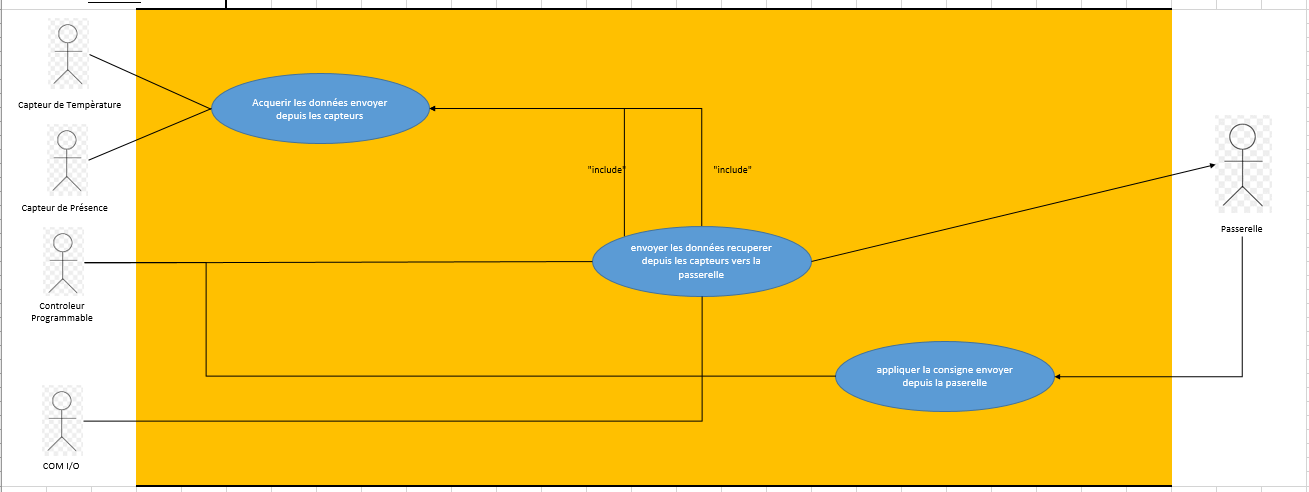 Capteur de Tempèrature
Acquerir les données envoyer
depuis les capteurs
"include"
"include"
Capteur de Présence
Passerelle
envoyer les données recuperer
depuis les capteurs vers la
passerelle
Controleur
Programmable
appliquer la consigne envoyer
depuis la paserelle
COM I/O